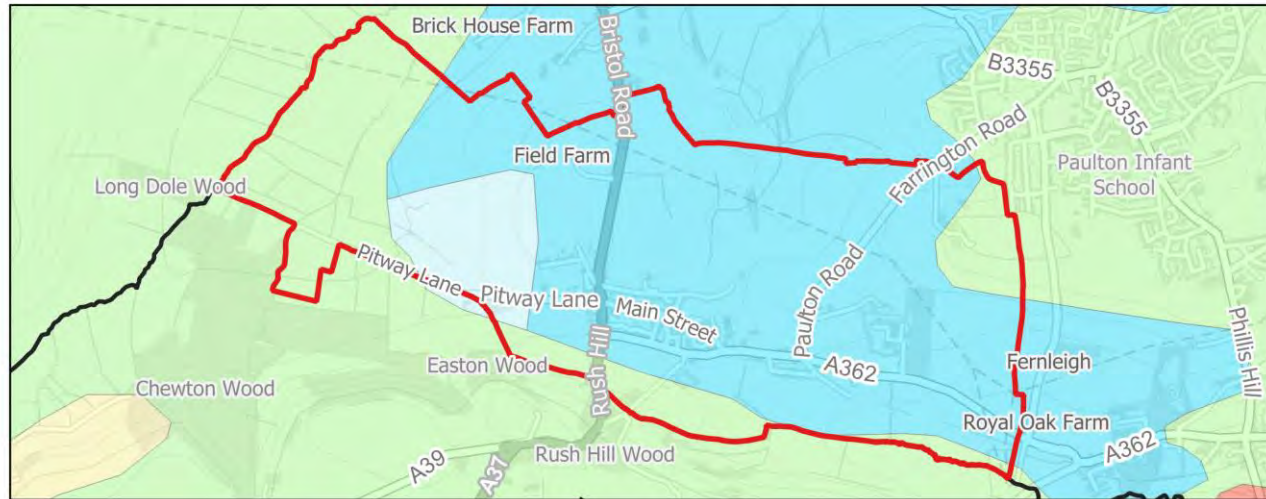 Brick House Farm
Bristol Road
B3355
B3355
Farrington Road
Paulton Infant
School
Field Farm
Long Dole Wood
Pitway Lane
Pitway Lane
Main Street
Paulton Road
Rush Hill
Easton Wood
A362
Fernleigh
Phillis Hill
Chewton Wood
Royal Oak Farm
A362
Rush Hill Wood
A39
A37